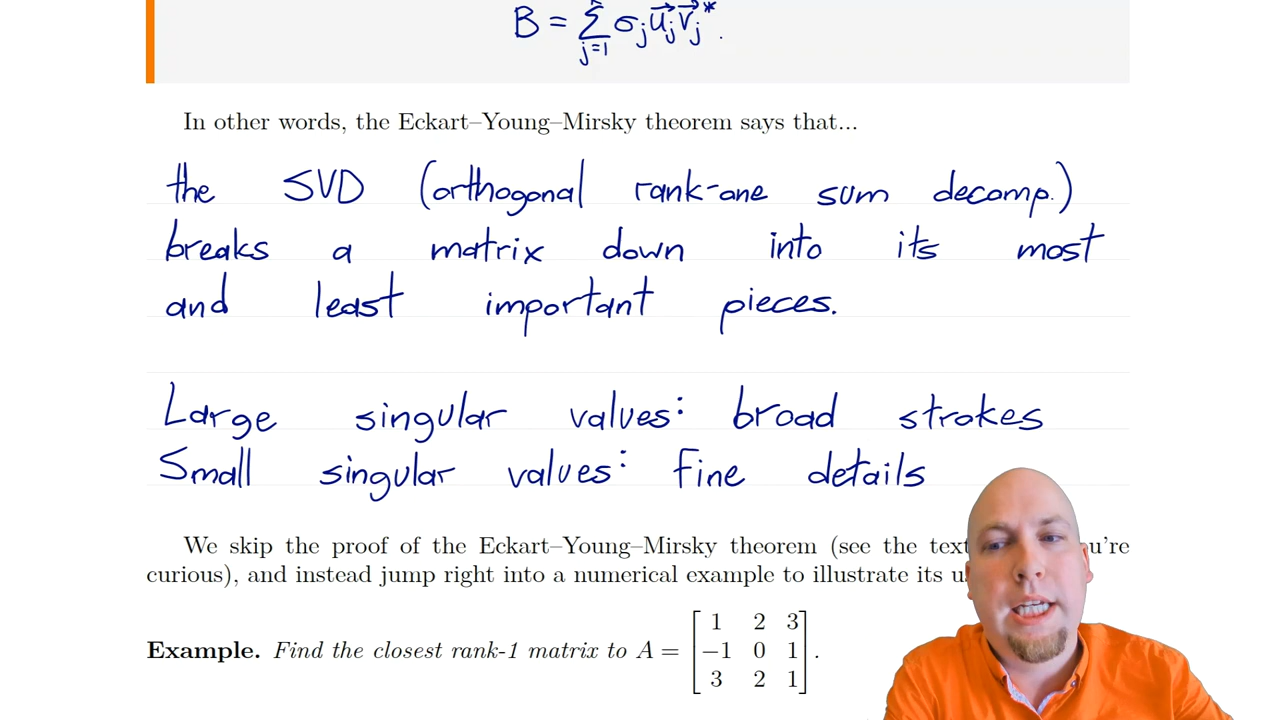 B = Σ_{j=1} σ_j u⃗_j v⃗_j* .
In other words, the Eckart–Young–Mirsky theorem says that...
the SVD (orthogonal rank-one sum decomp.)
breaks a matrix down into its most
and least important pieces.
Large singular values: broad strokes
Small singular values: fine details
We skip the proof of the Eckart–Young–Mirsky theorem (see the text u're
curious), and instead jump right into a numerical example to illustrate its u
Example. Find the closest rank-1 matrix to A = [ 1 2 3
−1 0 1
3 2 1 ] .